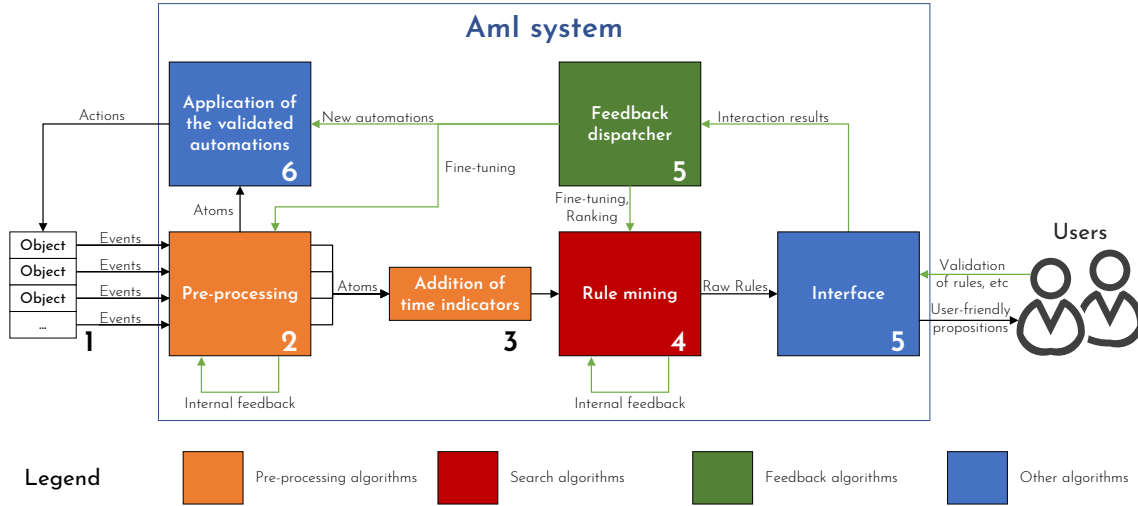 AmI system
Application of
the validated
automations
6
Feedback
dispatcher
5
Actions
New automations
Interaction results
Fine-tuning
Atoms
Fine-tuning,
Ranking
Users
Object
Object
Object
...
1
Events
Events
Events
Events
Pre-processing
2
Atoms
Addition of
time indicators
3
Rule mining
4
Raw Rules
Interface
5
Validation
of rules, etc
User-friendly
propositions
Internal feedback
Internal feedback
Legend
Pre-processing algorithms
Search algorithms
Feedback algorithms
Other algorithms